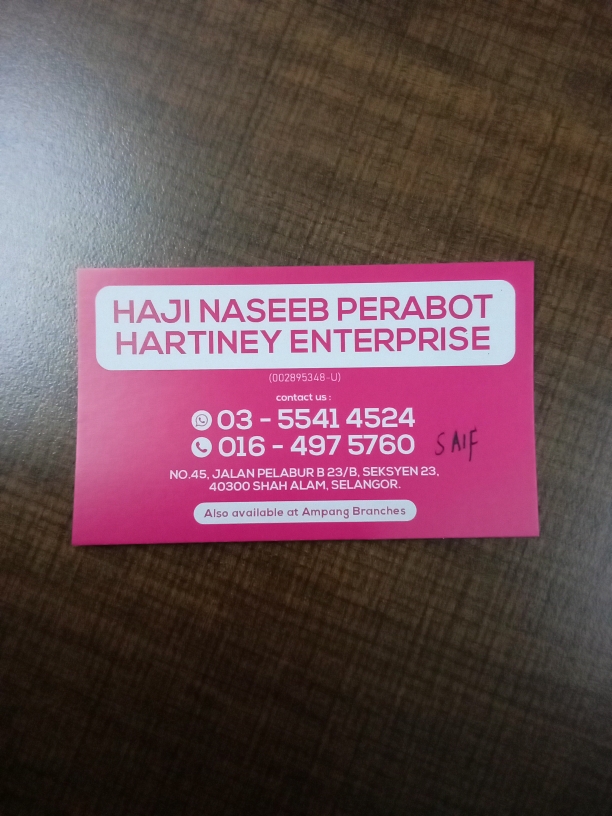 HAJI NASEEB PERABOT
HARTINEY ENTERPRISE
(002895348-U)
contact us :
03 - 5541 4524
016 - 497 5760 SAIF
NO.45, JALAN PELABUR B 23/B, SEKSYEN 23,
40300 SHAH ALAM, SELANGOR.
Also available at Ampang Branches